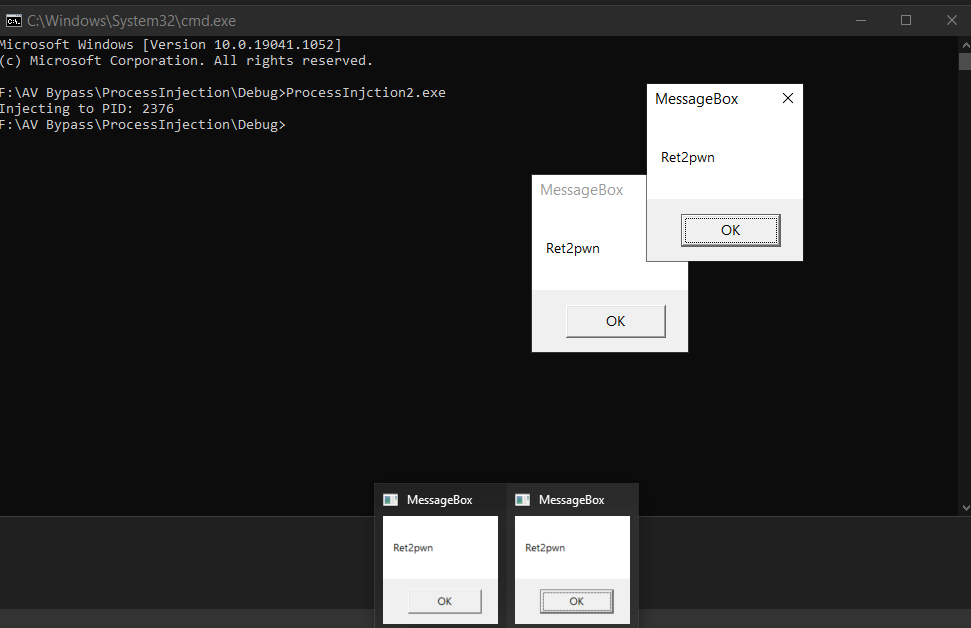 C:\Windows\System32\cmd.exe
Microsoft Windows [Version 10.0.19041.1052]
(c) Microsoft Corporation. All rights reserved.
F:\AV Bypass\ProcessInjection\Debug>ProcessInjction2.exe
Injecting to PID: 2376
F:\AV Bypass\ProcessInjection\Debug>
MessageBox
Ret2pwn
OK
MessageBox
Ret2pwn
OK
MessageBox
Ret2pwn
OK
MessageBox
Ret2pwn
OK